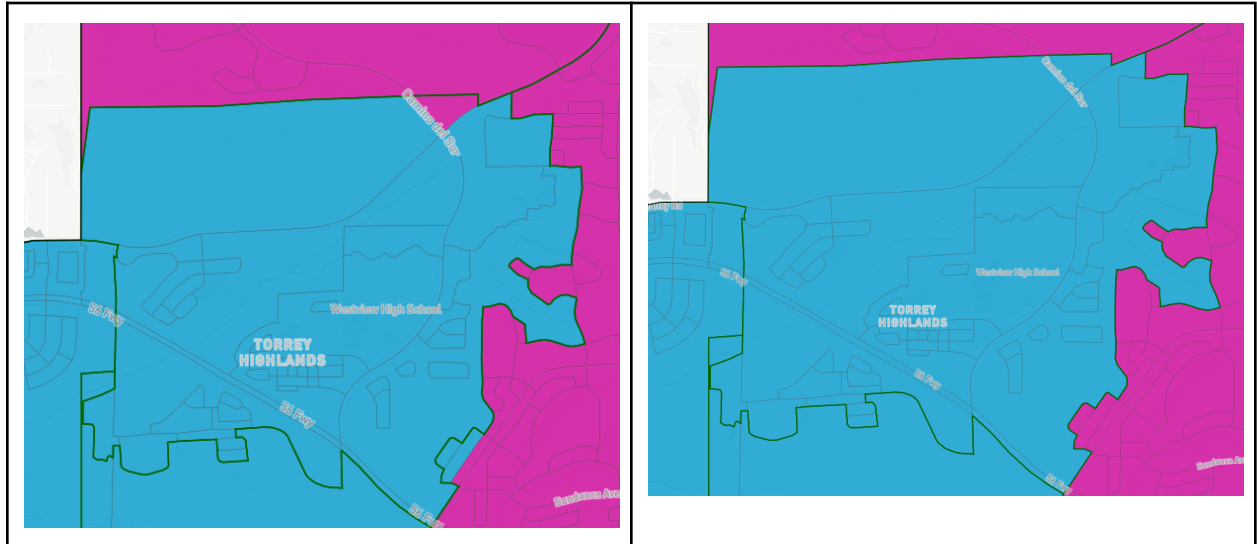 Camino del Sur
56 Fwy
Westview High School
TORREY
HIGHLANDS
56 Fwy
Sundance Ave
56 Fwy
Camino del Sur
56 Fwy
Westview High School
TORREY
HIGHLANDS
56 Fwy
Sundance Av
56 Fwy